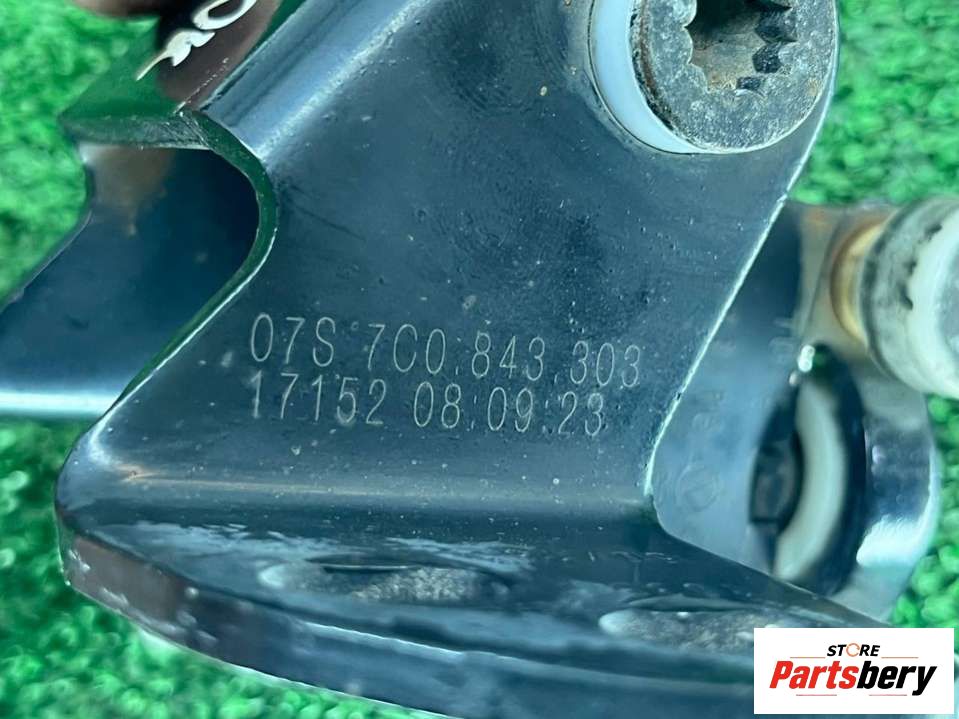 07S 7C0.843.303
17152 08:09:23
STORE
Partsbery